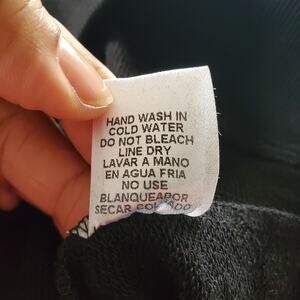 HAND WASH IN
COLD WATER
DO NOT BLEACH
LINE DRY
LAVAR A MANO
EN AGUA FRIA
NO USE
BLANQUEADOR
SECAR COLGADO